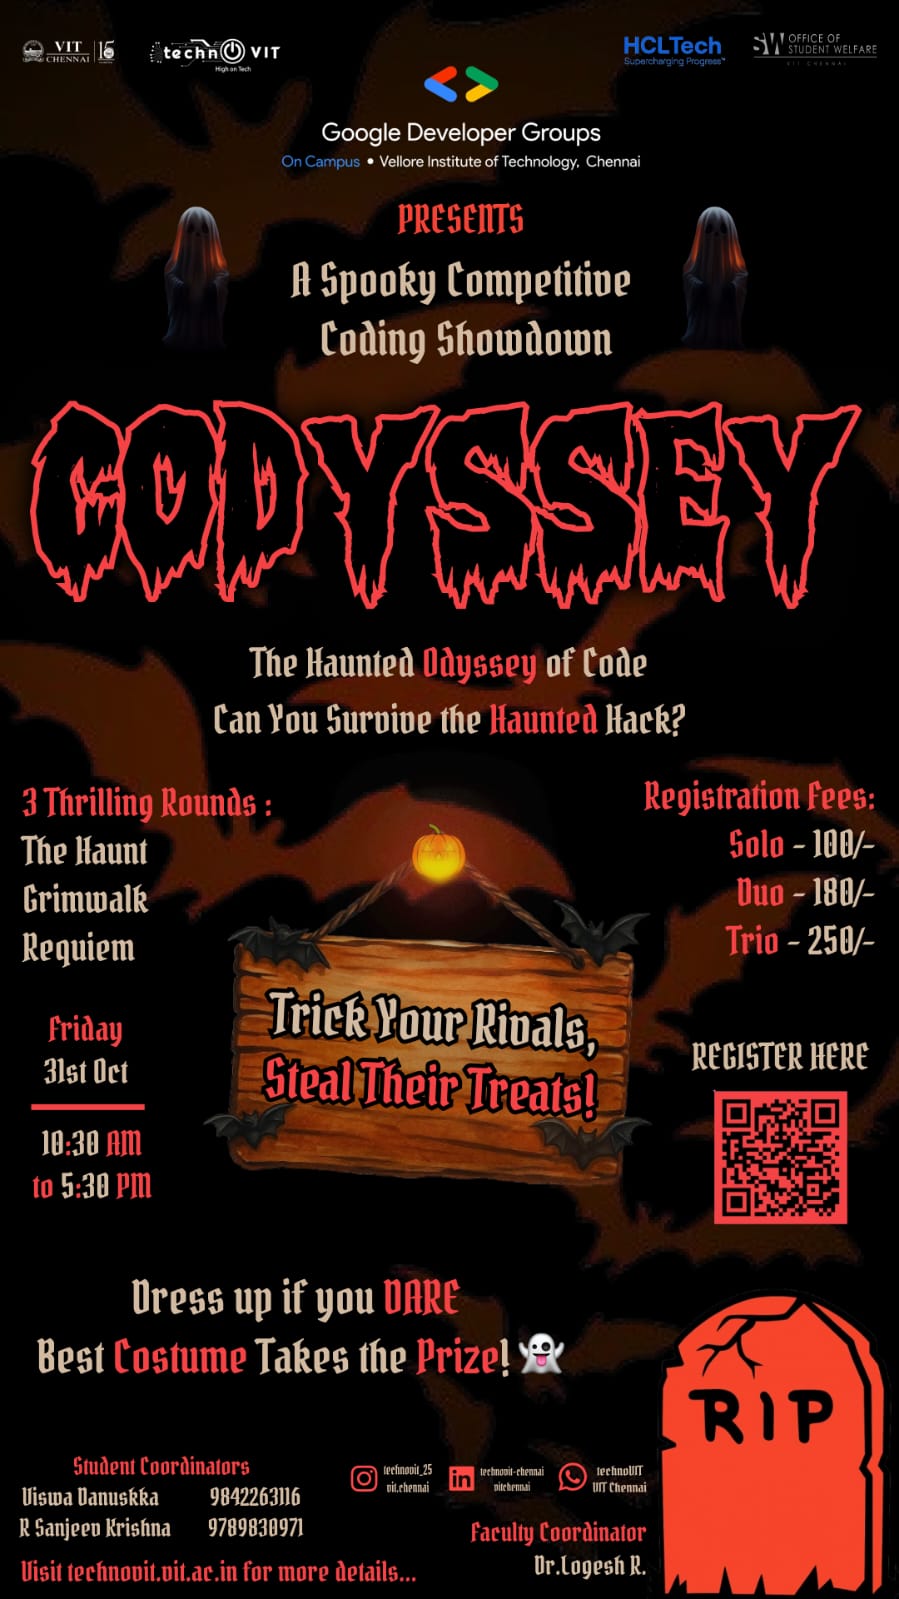 VIT
CHENNAI
techno VIT
High on Tech
HCLTech
Supercharging Progress™
SW OFFICE OF
STUDENT WELFARE
VIT CHENNAI
Google Developer Groups
On Campus • Vellore Institute of Technology, Chennai
PRESENTS
A Spooky Competitive
Coding Showdown
CODYSSEY
The Haunted Odyssey of Code
Can You Survive the Haunted Hack?
3 Thrilling Rounds :
The Haunt
Grimwalk
Requiem
Registration Fees:
Solo - 100/-
Duo - 180/-
Trio - 250/-
Friday
31st Oct
10:30 AM
to 5:30 PM
Trick Your Rivals,
Steal Their Treats!
REGISTER HERE
Dress up if you DARE
Best Costume Takes the Prize! 👻
RIP
Student Coordinators
Viswa Danuskka 9842263116
R Sanjeev Krishna 9789830971
Visit technovit.vit.ac.in for more details...
technovit_25
vit.chennai
technovit-chennai
vitchennai
technoVIT
VIT Chennai
Faculty Coordinator
Dr.Logesh R.